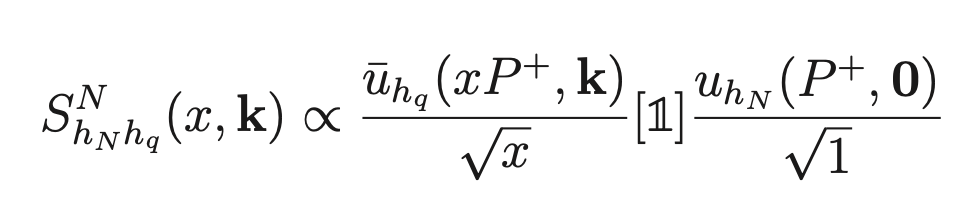 S^N_{h_N h_q}(x, \mathbf{k}) \propto \frac{\bar{u}_{h_q}(xP^+, \mathbf{k})}{\sqrt{x}} [\mathbb{1}] \frac{u_{h_N}(P^+, \mathbf{0})}{\sqrt{1}}